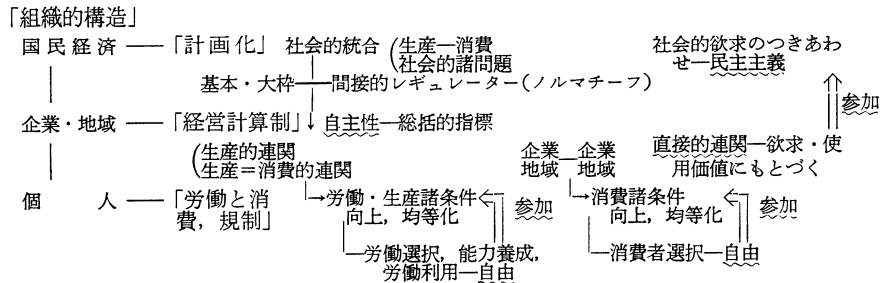 「組織的構造」
国民経済──「計画化」 社会的統合(生産─消費 社会的欲求のつきあわ
社会的諸問題 せ─民主主義
基本・大枠──間接的レギュレーター(ノルマチーフ)
参加
企業・地域──「経営計算制」↓自主性─総括的指標
(生産的連関 企業─企業 直接的連関─欲求・使
生産=消費的連関 地域 地域 用価値にもとづく
個 人──「労働と消 →労働・生産諸条件 参加 →消費諸条件 参加
費,規制」 向上,均等化 向上,均等化
─労働選択,能力養成, ─消費者選択─自由
労働利用─自由